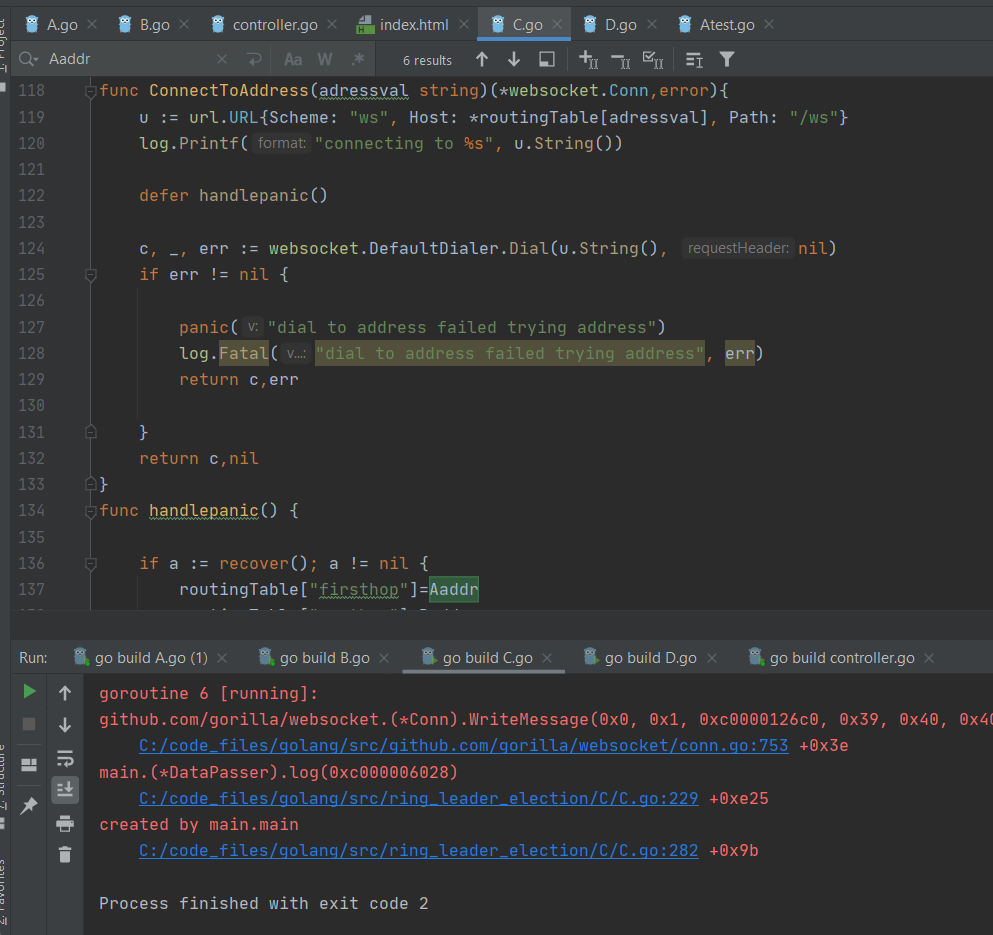 A.go B.go controller.go index.html C.go D.go Atest.go
Aaddr Aa W .* 6 results
118 func ConnectToAddress(adressval string)(*websocket.Conn,error){
119 u := url.URL{Scheme: "ws", Host: *routingTable[adressval], Path: "/ws"}
120 log.Printf( format: "connecting to %s", u.String())
121
122 defer handlepanic()
123
124 c, _, err := websocket.DefaultDialer.Dial(u.String(), requestHeader: nil)
125 if err != nil {
126
127 panic( v: "dial to address failed trying address")
128 log.Fatal( v...: "dial to address failed trying address", err)
129 return c,err
130
131 }
132 return c,nil
133 }
134 func handlepanic() {
135
136 if a := recover(); a != nil {
137 routingTable["firsthop"]=Aaddr
Run: go build A.go (1) go build B.go go build C.go go build D.go go build controller.go
goroutine 6 [running]:
github.com/gorilla/websocket.(*Conn).WriteMessage(0x0, 0x1, 0xc0000126c0, 0x39, 0x40, 0x40
C:/code_files/golang/src/github.com/gorilla/websocket/conn.go:753 +0x3e
main.(*DataPasser).log(0xc000006028)
C:/code_files/golang/src/ring_leader_election/C/C.go:229 +0xe25
created by main.main
C:/code_files/golang/src/ring_leader_election/C/C.go:282 +0x9b
Process finished with exit code 2